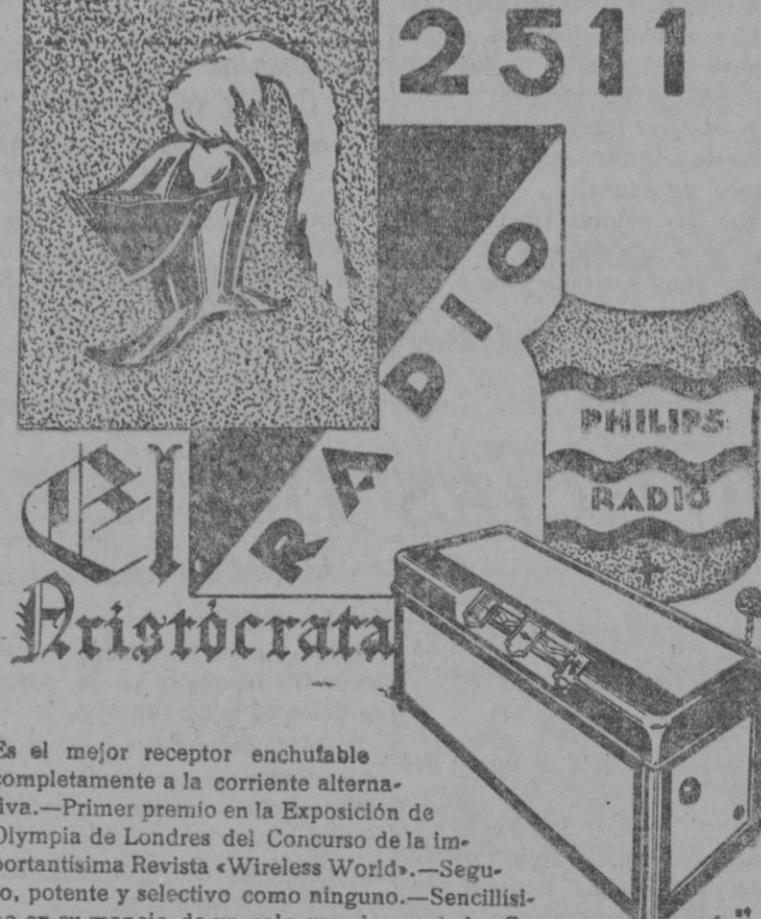 2511
RADIO
PHILIPS
RADIO
El
Aristócrata
Es el mejor receptor enchufable
completamente a la corriente alterna-
tiva.—Primer premio en la Exposición de
Olympia de Londres del Concurso de la im-
portantísima Revista «Wireless World».—Segu-
ro, potente y selectivo como ninguno.—Sencillísi-